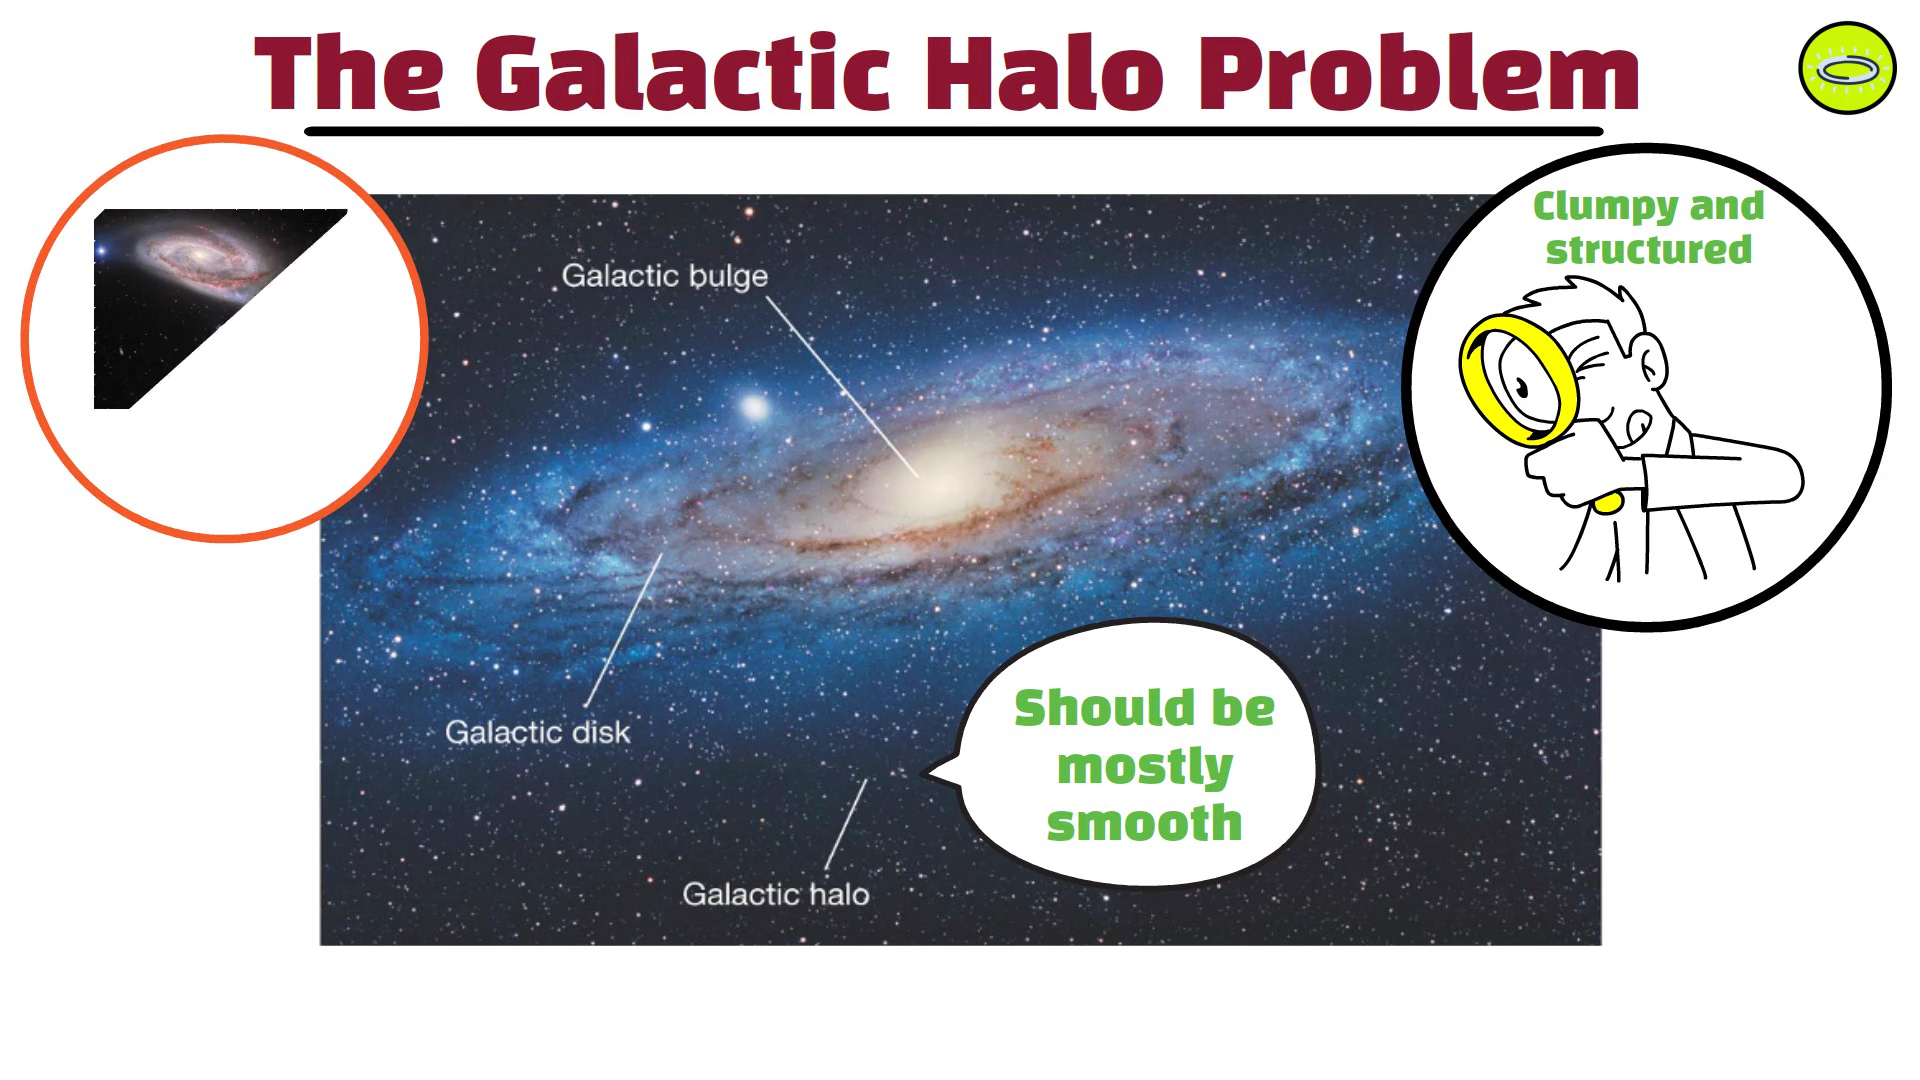 The Galactic Halo Problem
Clumpy and
structured
Galactic bulge
Galactic disk
Should be
mostly
smooth
Galactic halo